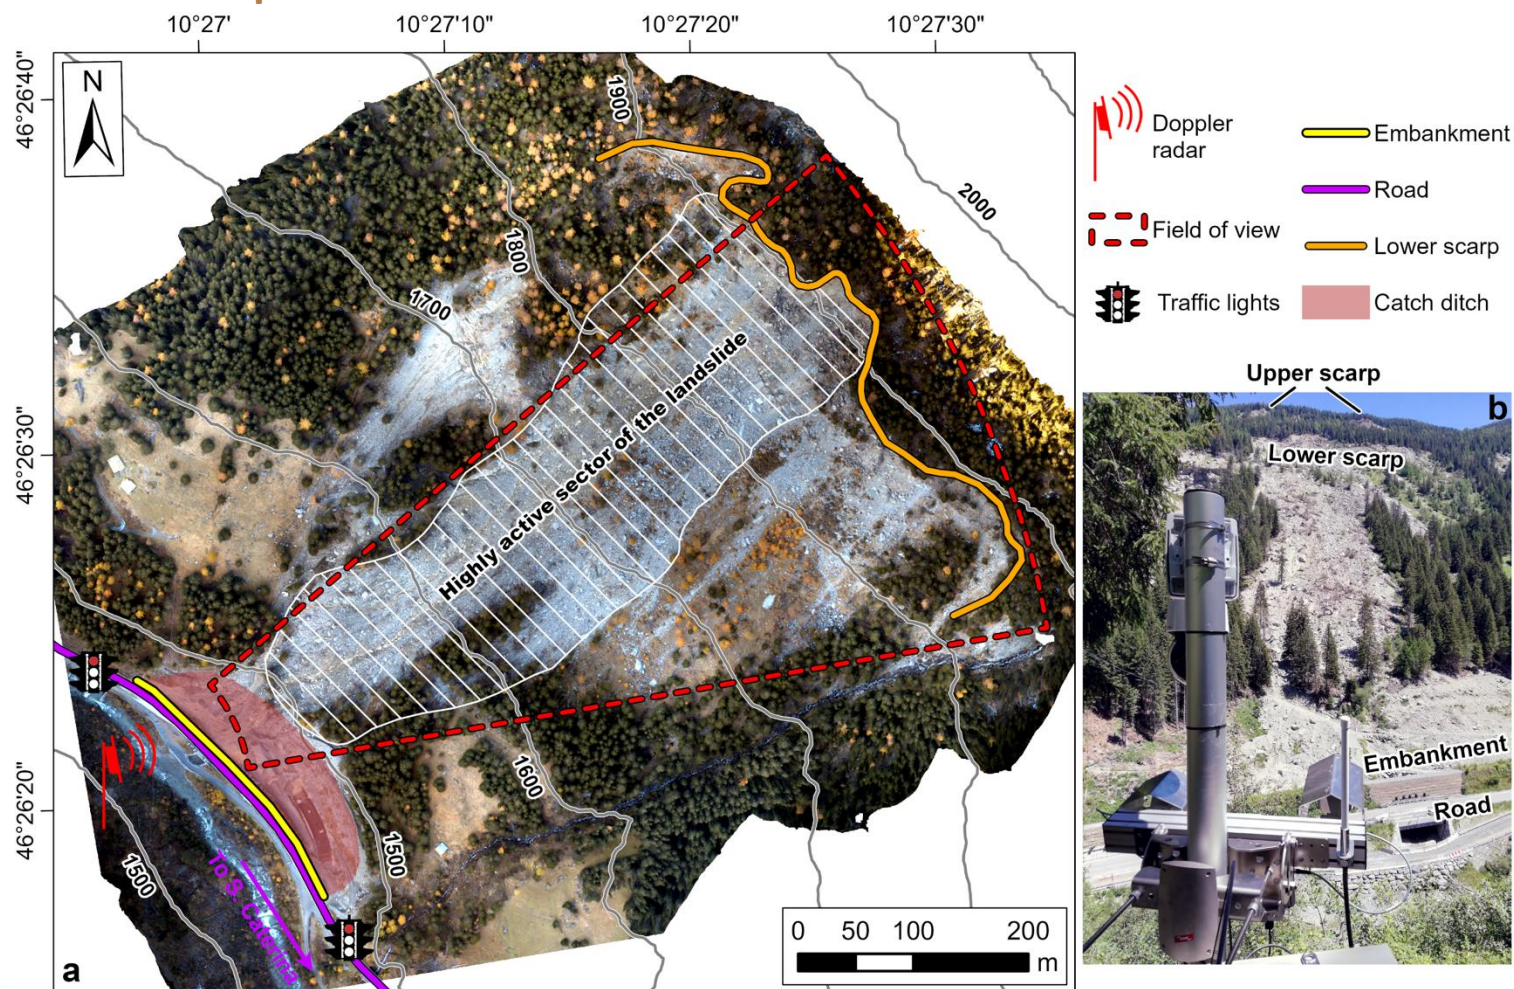 10°27'
10°27'10"
10°27'20"
10°27'30"
46°26'40"
46°26'30"
46°26'20"
N
1900
2000
1800
1700
Highly active sector of the landslide
1600
1500
1500
To S. Caterina
0 50 100 200
m
a
Doppler
radar
Field of view
Traffic lights
Embankment
Road
Lower scarp
Catch ditch
Upper scarp
b
Lower scarp
Embankment
Road